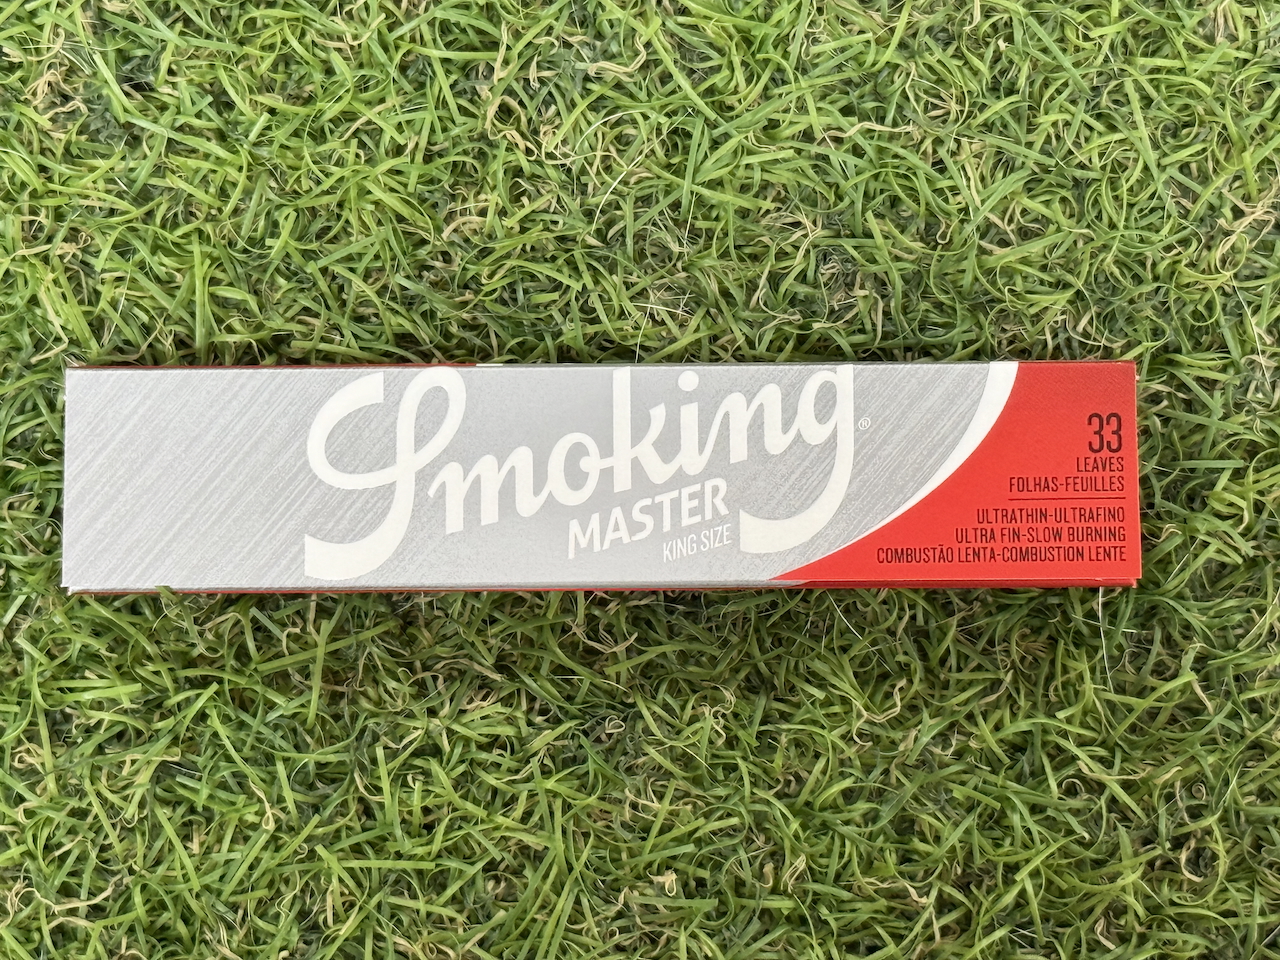 Smoking®
MASTER
KING SIZE
33
LEAVES
FOLHAS-FEUILLES
ULTRATHIN-ULTRAFINO
ULTRA FIN-SLOW BURNING
COMBUSTÃO LENTA-COMBUSTION LENTE